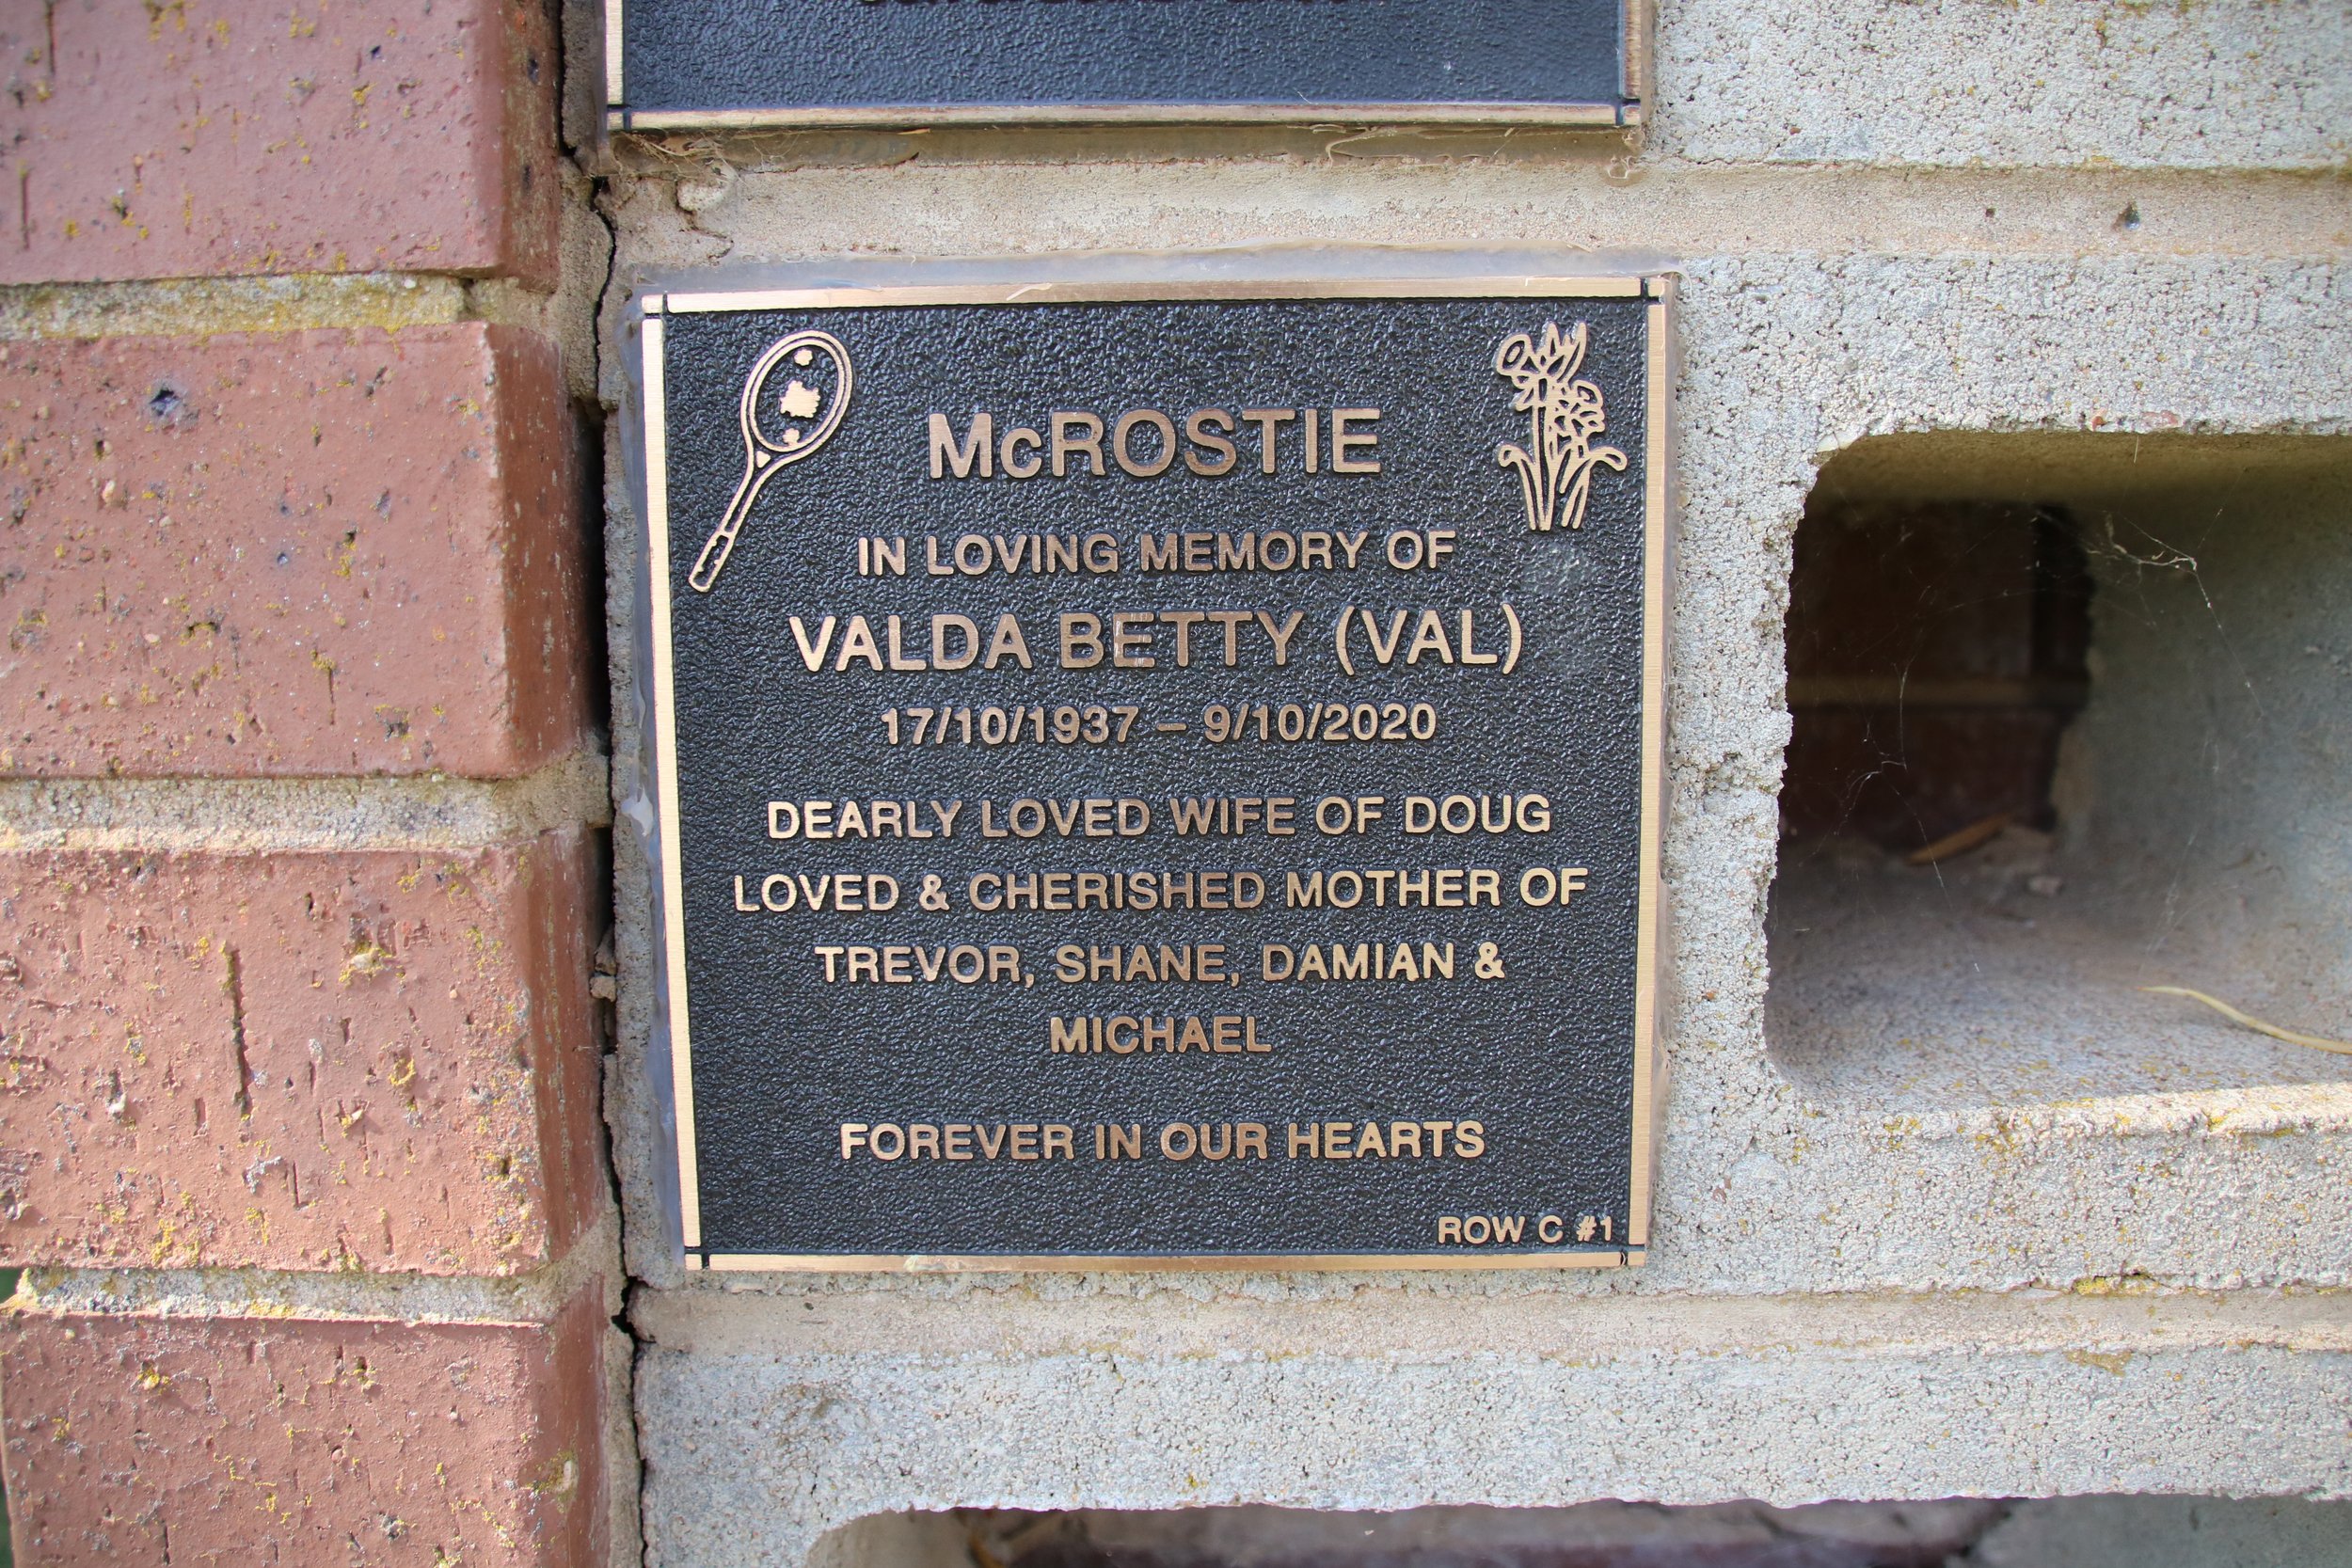 McROSTIE
IN LOVING MEMORY OF
VALDA BETTY (VAL)
17/10/1937 – 9/10/2020
DEARLY LOVED WIFE OF DOUG
LOVED & CHERISHED MOTHER OF
TREVOR, SHANE, DAMIAN &
MICHAEL
FOREVER IN OUR HEARTS
ROW C #1